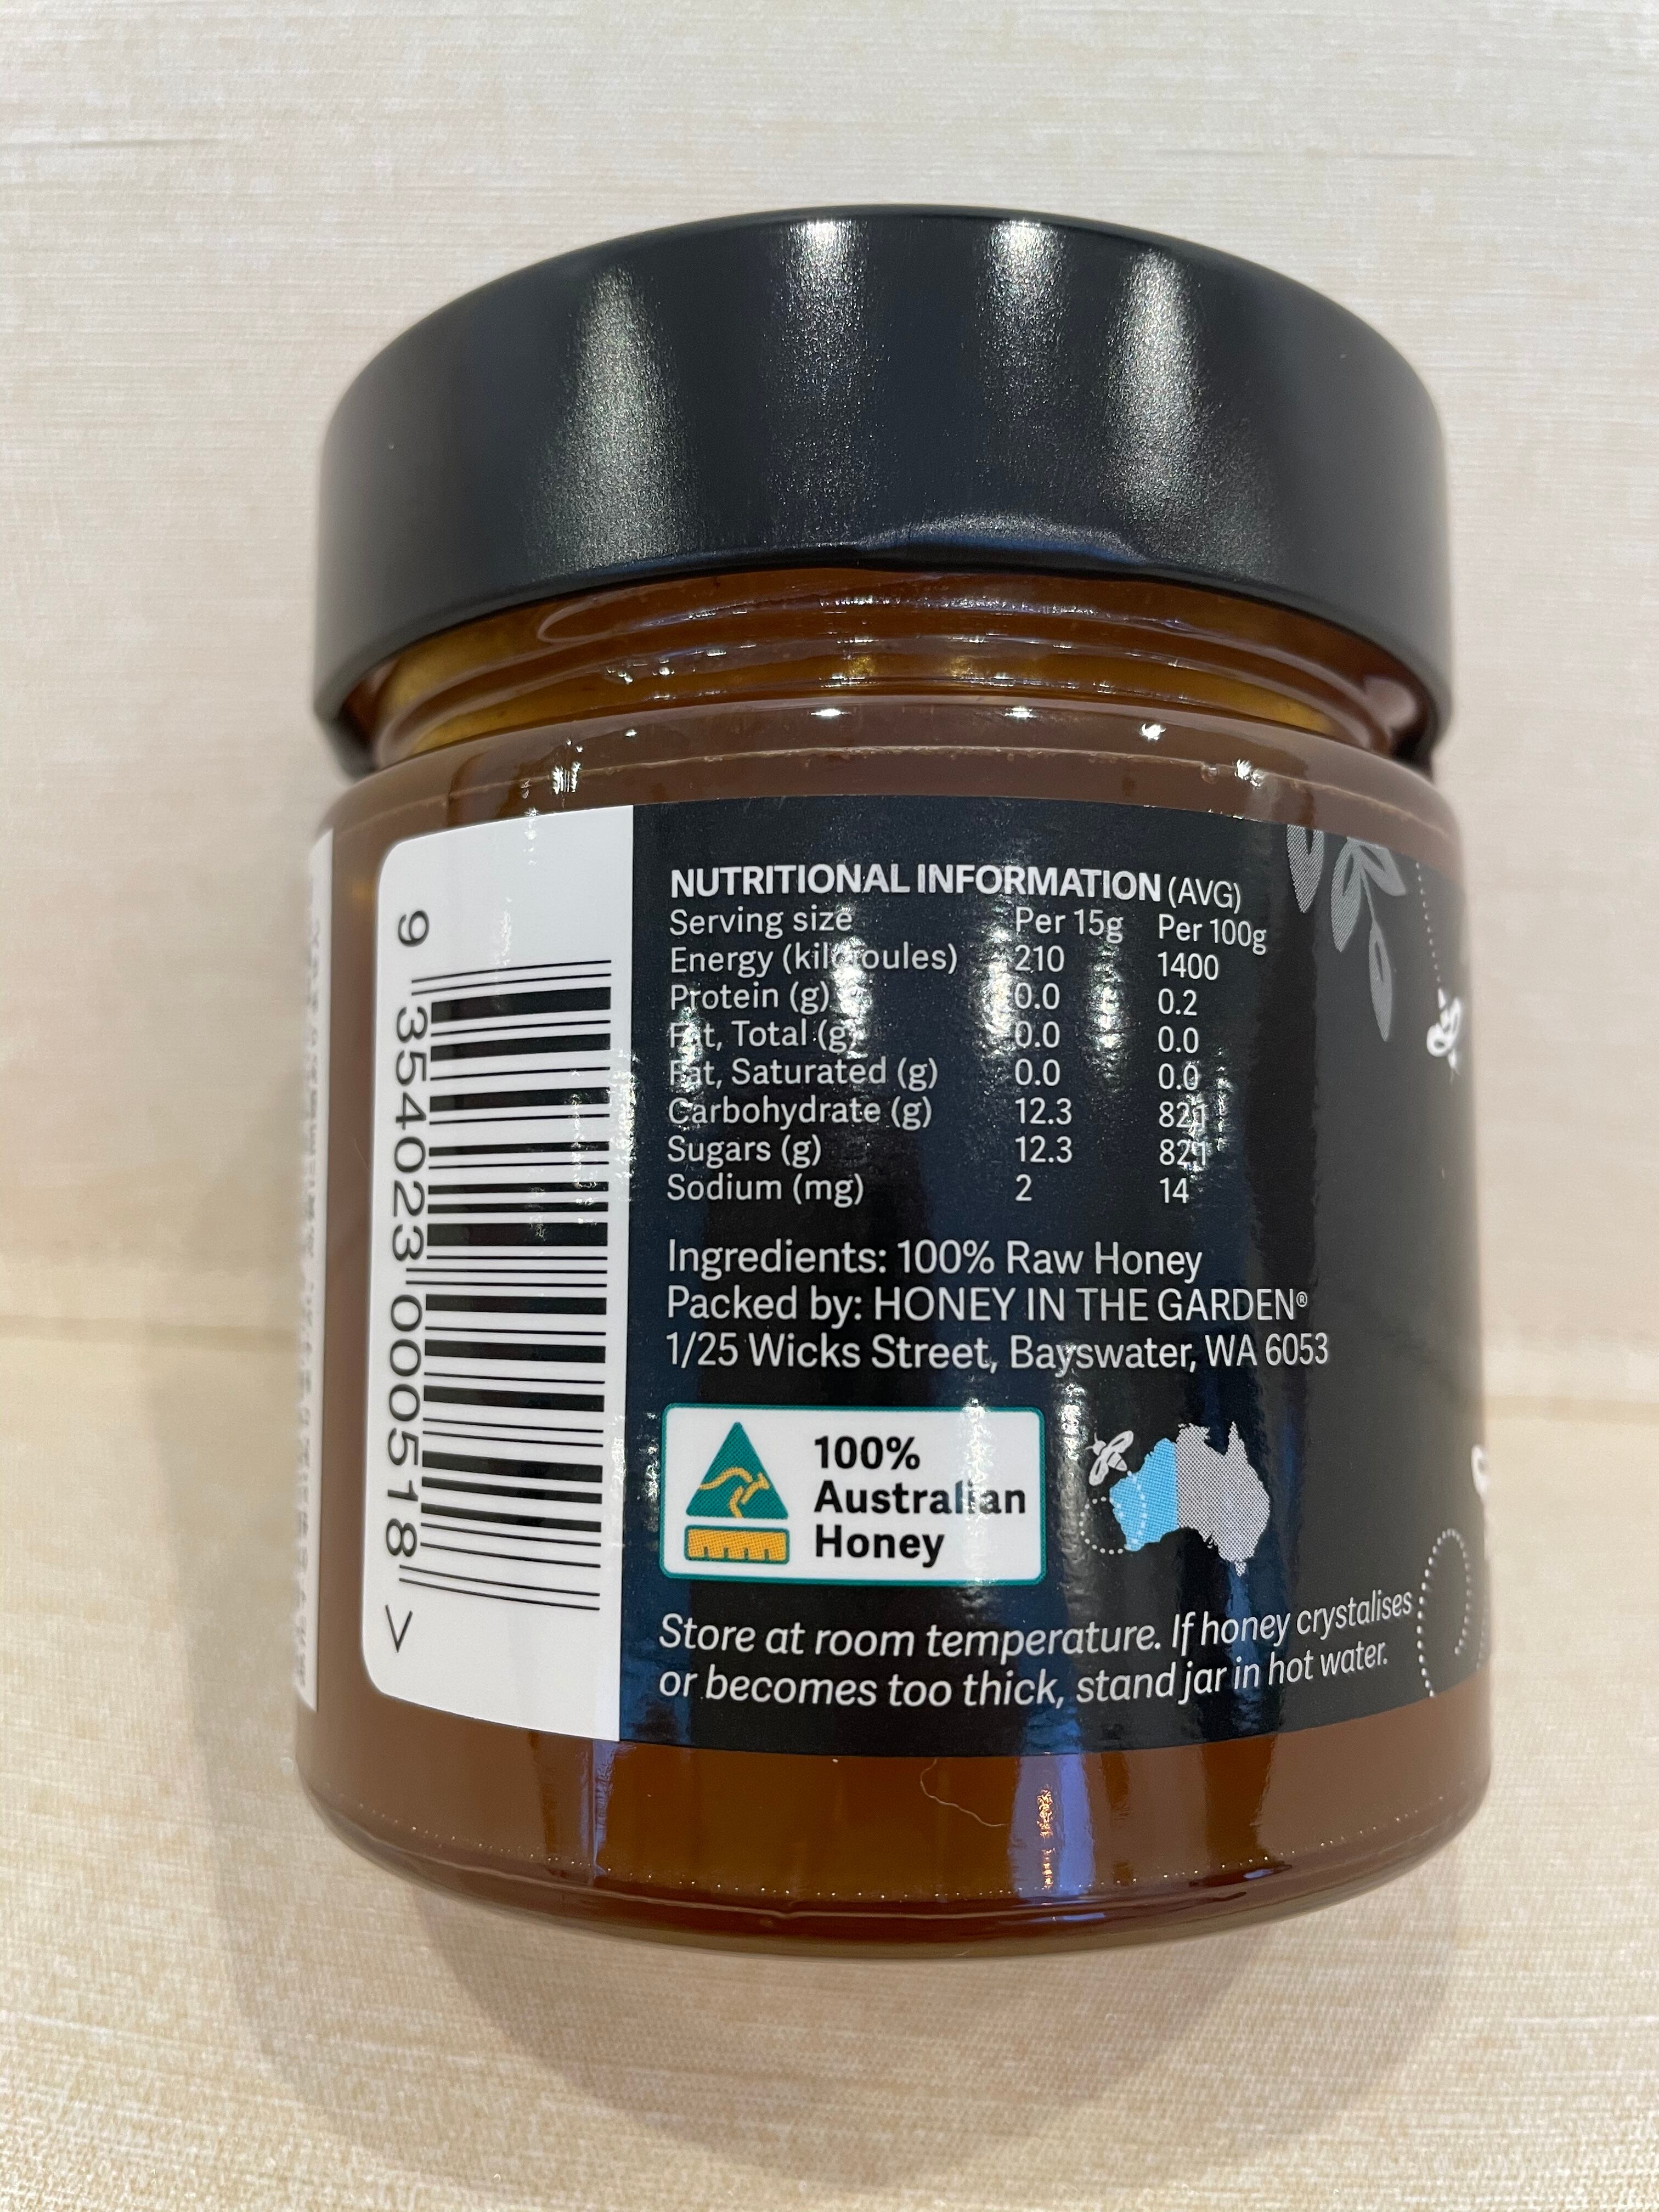 NUTRITIONAL INFORMATION (AVG)
Serving size Per 15g Per 100g
Energy (kilojoules) 210 1400
Protein (g) 0.0 0.2
Fat, Total (g) 0.0 0.0
Fat, Saturated (g) 0.0 0.0
Carbohydrate (g) 12.3 82.1
Sugars (g) 12.3 82.1
Sodium (mg) 2 14
Ingredients: 100% Raw Honey
Packed by: HONEY IN THE GARDEN®
1/25 Wicks Street, Bayswater, WA 6053
100%
Australian
Honey
Store at room temperature. If honey crystalises
or becomes too thick, stand jar in hot water.
9 354023 000518 >